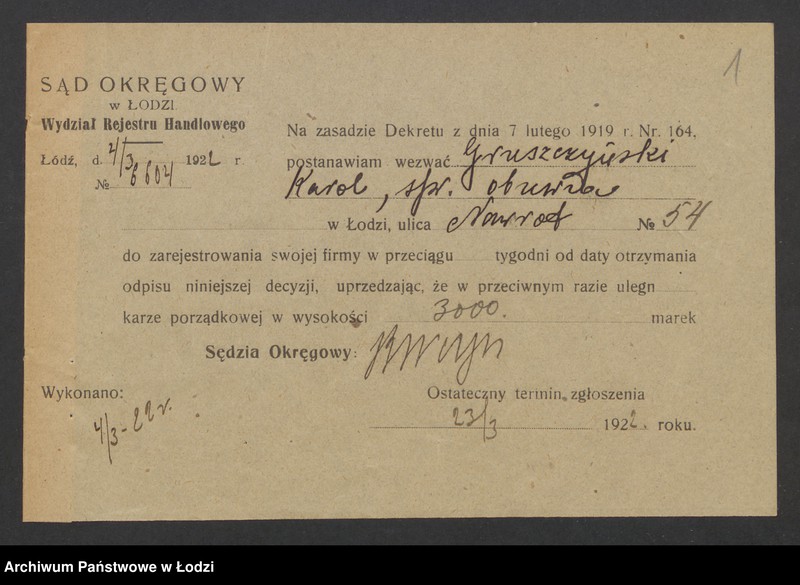 1
SĄD OKRĘGOWY
w ŁODZI.
Wydział Rejestru Handlowego
Łódź, d. 4/3 1922 r
№ 6604
Na zasadzie Dekretu z dnia 7 lutego 1919 r. Nr. 164,
postanawiam wezwać Gruszczyński
Karol, spr. obuwia
w Łodzi, ulica Nawrot № 54
do zarejestrowania swojej firmy w przeciągu tygodni od daty otrzymania
odpisu niniejszej decyzji, uprzedzając, że w przeciwnym razie ulegn
karze porządkowej w wysokości 3000. marek
Sędzia Okręgowy:
Wykonano:
4/3-22 r.
Ostateczny termin zgłoszenia
23/3 1922. roku.
Archiwum Państwowe w Łodzi